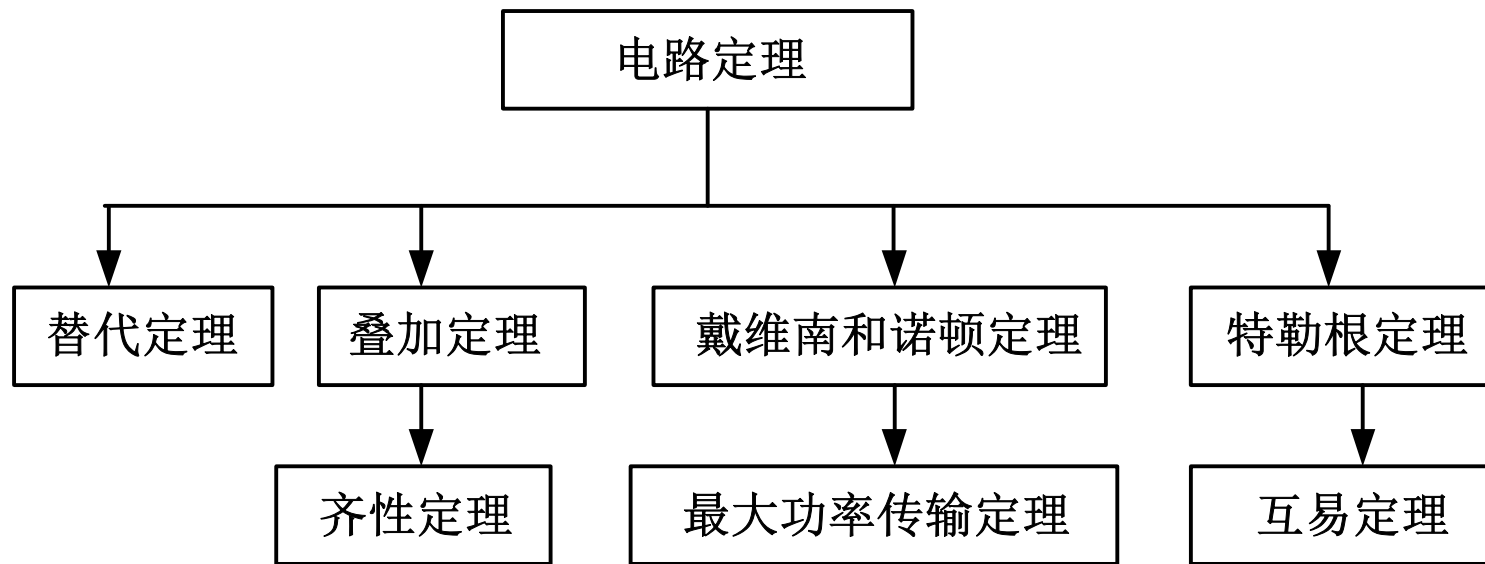 电路定理
替代定理
叠加定理
戴维南和诺顿定理
特勒根定理
齐性定理
最大功率传输定理
互易定理